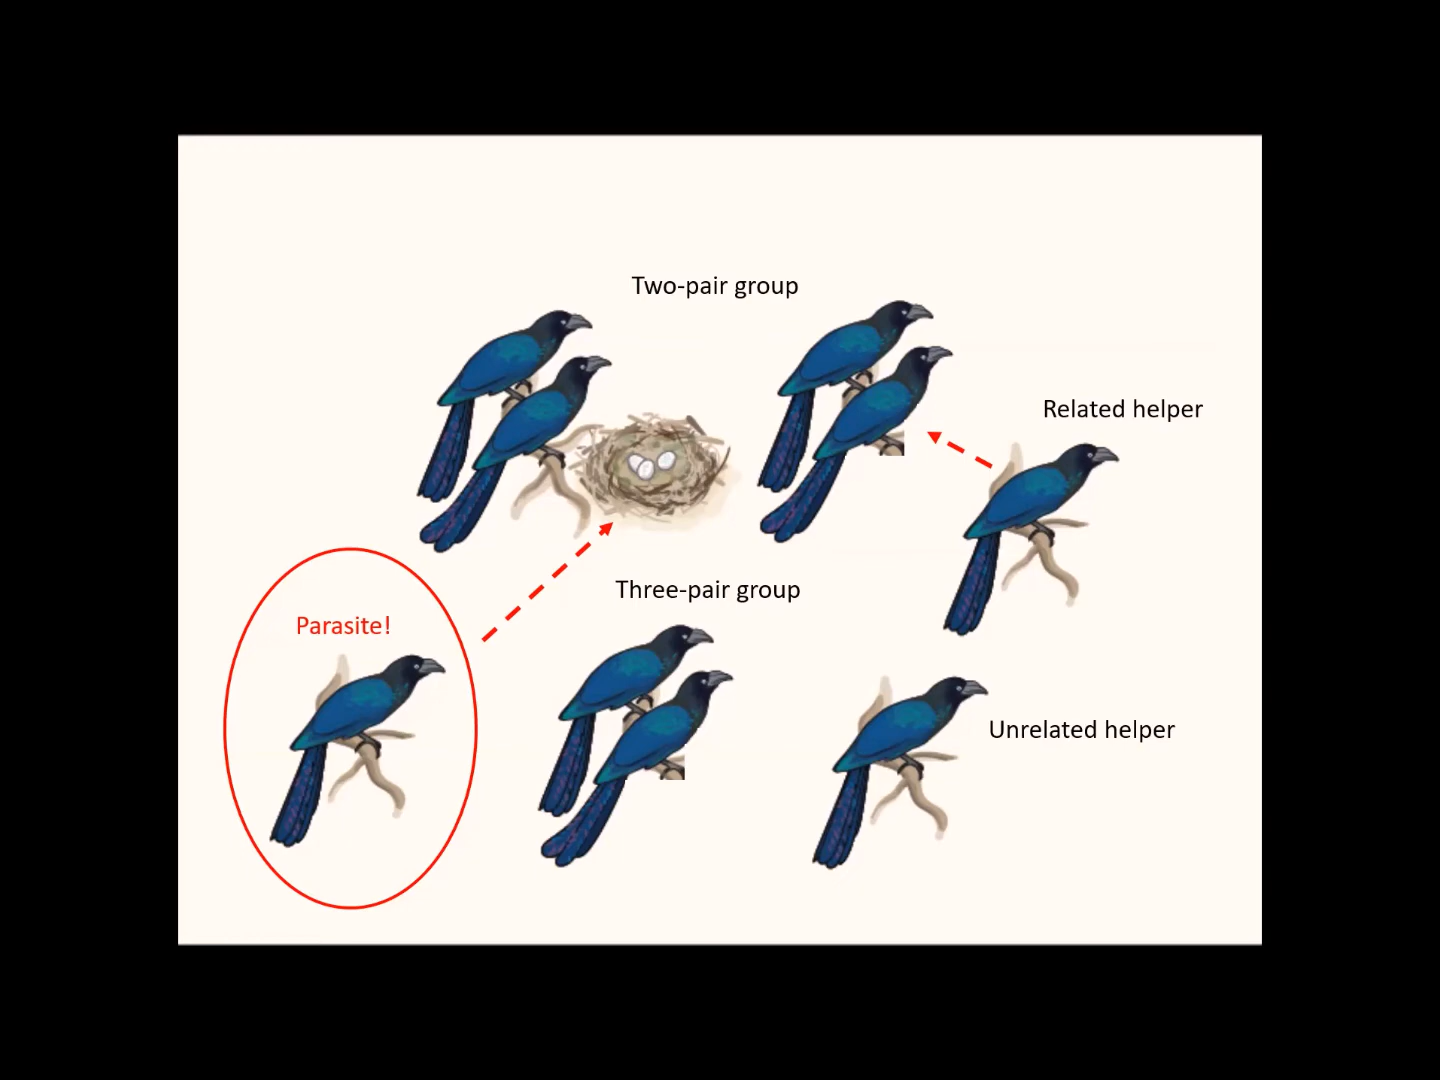 Two-pair group
Related helper
Three-pair group
Parasite!
Unrelated helper